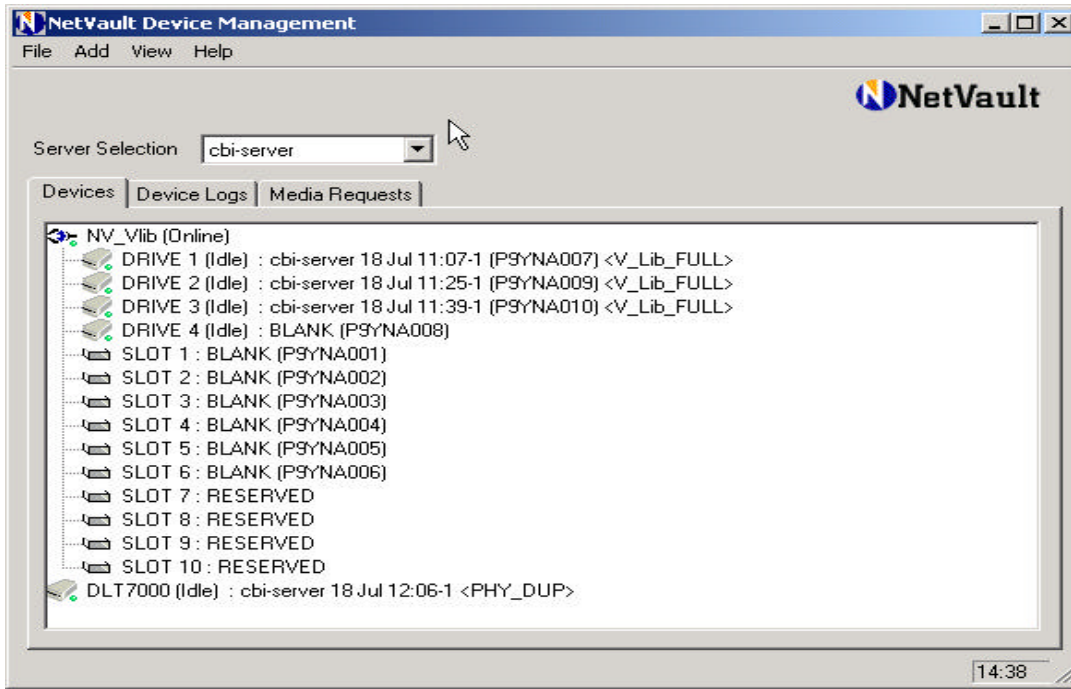 NetVault Device Management
File Add View Help
NetVault
Server Selection cbi-server
Devices Device Logs Media Requests
NV_Vlib (Online)
DRIVE 1 (Idle) : cbi-server 18 Jul 11:07-1 (P9YNA007) <V_Lib_FULL>
DRIVE 2 (Idle) : cbi-server 18 Jul 11:25-1 (P9YNA009) <V_Lib_FULL>
DRIVE 3 (Idle) : cbi-server 18 Jul 11:39-1 (P9YNA010) <V_Lib_FULL>
DRIVE 4 (Idle) : BLANK (P9YNA008)
SLOT 1 : BLANK (P9YNA001)
SLOT 2 : BLANK (P9YNA002)
SLOT 3 : BLANK (P9YNA003)
SLOT 4 : BLANK (P9YNA004)
SLOT 5 : BLANK (P9YNA005)
SLOT 6 : BLANK (P9YNA006)
SLOT 7 : RESERVED
SLOT 8 : RESERVED
SLOT 9 : RESERVED
SLOT 10 : RESERVED
DLT7000 (Idle) : cbi-server 18 Jul 12:06-1 <PHY_DUP>
14:38